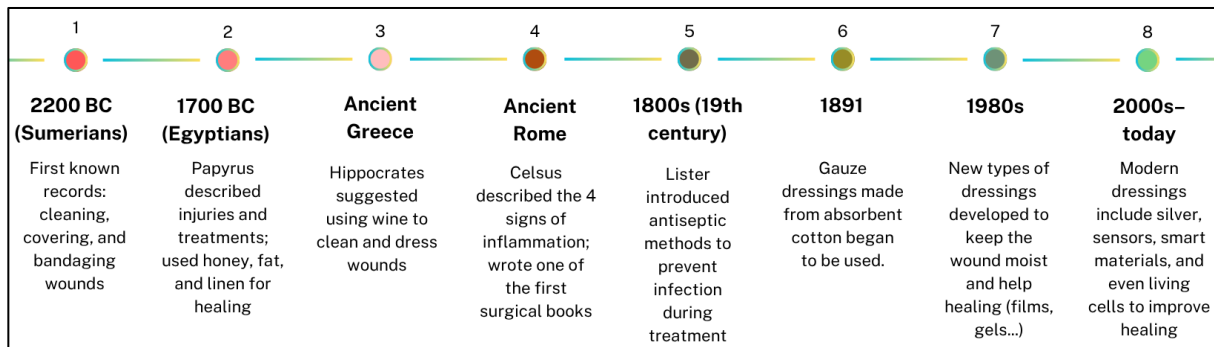 1
2200 BC
(Sumerians)
First known
records:
cleaning,
covering, and
bandaging
wounds
2
1700 BC
(Egyptians)
Papyrus
described
injuries and
treatments;
used honey, fat,
and linen for
healing
3
Ancient
Greece
Hippocrates
suggested
using wine to
clean and dress
wounds
4
Ancient
Rome
Celsus
described the 4
signs of
inflammation;
wrote one of
the first
surgical books
5
1800s (19th
century)
Lister
introduced
antiseptic
methods to
prevent
infection
during
treatment
6
1891
Gauze
dressings made
from absorbent
cotton began
to be used.
7
1980s
New types of
dressings
developed to
keep the
wound moist
and help
healing (films,
gels...)
8
2000s–
today
Modern
dressings
include silver,
sensors, smart
materials, and
even living
cells to improve
healing